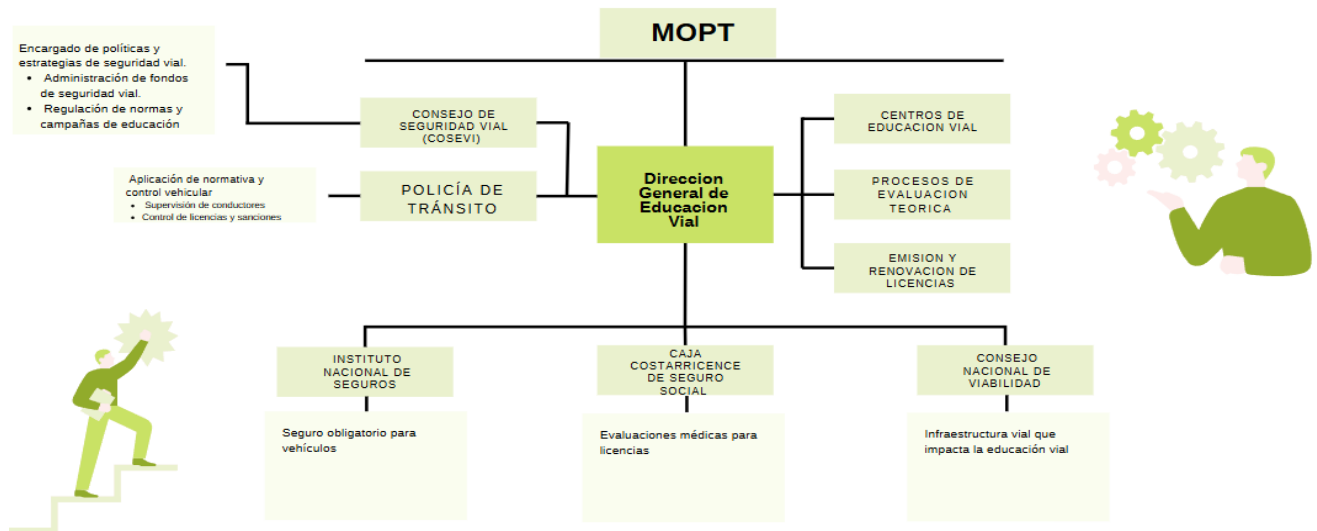 MOPT
Encargado de políticas y
estrategias de seguridad vial.
• Administración de fondos
de seguridad vial.
• Regulación de normas y
campañas de educación
CONSEJO DE
SEGURIDAD VIAL
(COSEVI)
Aplicación de normativa y
control vehicular
• Supervisión de conductores
• Control de licencias y sanciones
POLICÍA DE
TRÁNSITO
Direccion
General de
Educacion
Vial
CENTROS DE
EDUCACION VIAL
PROCESOS DE
EVALUACION
TEORICA
EMISION Y
RENOVACION DE
LICENCIAS
INSTITUTO
NACIONAL DE
SEGUROS
Seguro obligatorio para
vehículos
CAJA
COSTARRICENCE
DE SEGURO
SOCIAL
Evaluaciones médicas para
licencias
CONSEJO
NACIONAL DE
VIABILIDAD
Infraestructura vial que
impacta la educación vial